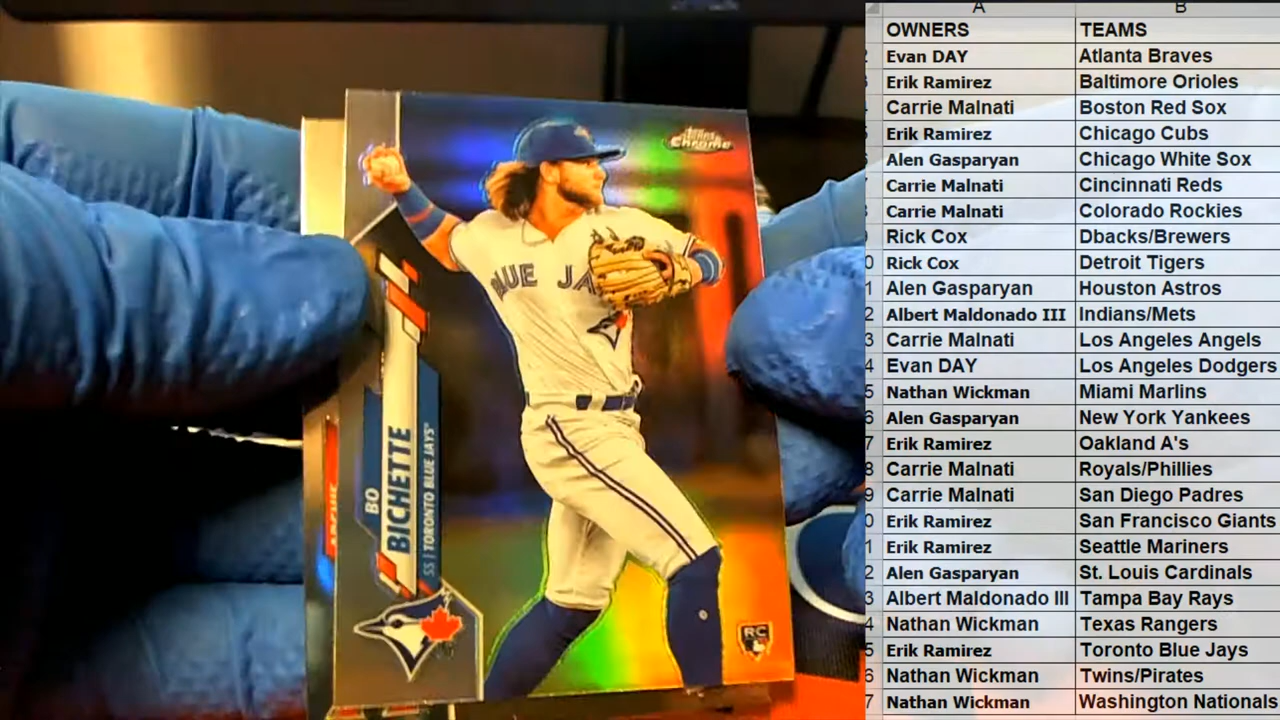 Topps
Chrome
BLUE JA
BO
BICHETTE
SS | TORONTO BLUE JAYS®
RC
A B
OWNERS TEAMS
Evan DAY Atlanta Braves
Erik Ramirez Baltimore Orioles
Carrie Malnati Boston Red Sox
Erik Ramirez Chicago Cubs
Alen Gasparyan Chicago White Sox
Carrie Malnati Cincinnati Reds
Carrie Malnati Colorado Rockies
Rick Cox Dbacks/Brewers
Rick Cox Detroit Tigers
Alen Gasparyan Houston Astros
Albert Maldonado III Indians/Mets
Carrie Malnati Los Angeles Angels
Evan DAY Los Angeles Dodgers
Nathan Wickman Miami Marlins
Alen Gasparyan New York Yankees
Erik Ramirez Oakland A's
Carrie Malnati Royals/Phillies
Carrie Malnati San Diego Padres
Erik Ramirez San Francisco Giants
Erik Ramirez Seattle Mariners
Alen Gasparyan St. Louis Cardinals
Albert Maldonado III Tampa Bay Rays
Nathan Wickman Texas Rangers
Erik Ramirez Toronto Blue Jays
Nathan Wickman Twins/Pirates
Nathan Wickman Washington Nationals